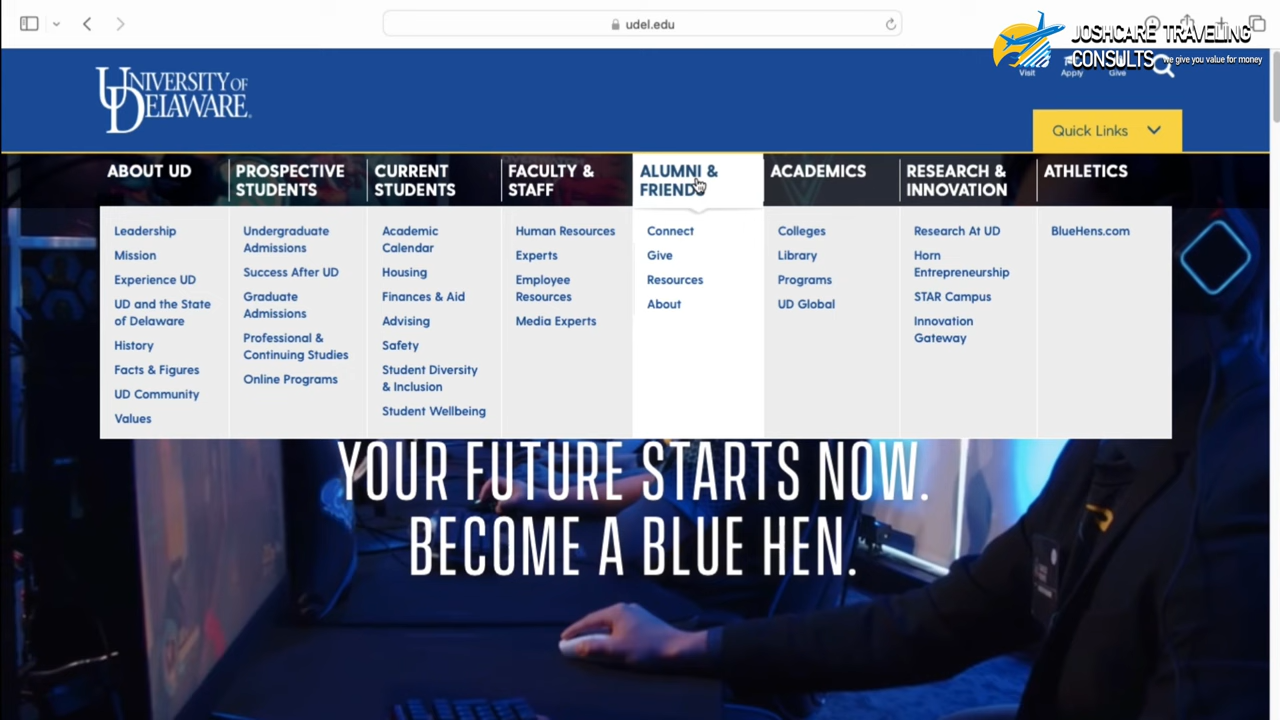 udel.edu
JOSHCARE TRAVELING
CONSULTS we give you value for money
Visit
Apply
Give
UNIVERSITY OF
DELAWARE.
Quick Links
ABOUT UD
Leadership
Mission
Experience UD
UD and the State
of Delaware
History
Facts & Figures
UD Community
Values
PROSPECTIVE
STUDENTS
Undergraduate
Admissions
Success After UD
Graduate
Admissions
Professional &
Continuing Studies
Online Programs
CURRENT
STUDENTS
Academic
Calendar
Housing
Finances & Aid
Advising
Safety
Student Diversity
& Inclusion
Student Wellbeing
FACULTY &
STAFF
Human Resources
Experts
Employee
Resources
Media Experts
ALUMNI &
FRIENDS
Connect
Give
Resources
About
ACADEMICS
Colleges
Library
Programs
UD Global
RESEARCH &
INNOVATION
Research At UD
Horn
Entrepreneurship
STAR Campus
Innovation
Gateway
ATHLETICS
BlueHens.com
YOUR FUTURE STARTS NOW.
BECOME A BLUE HEN.